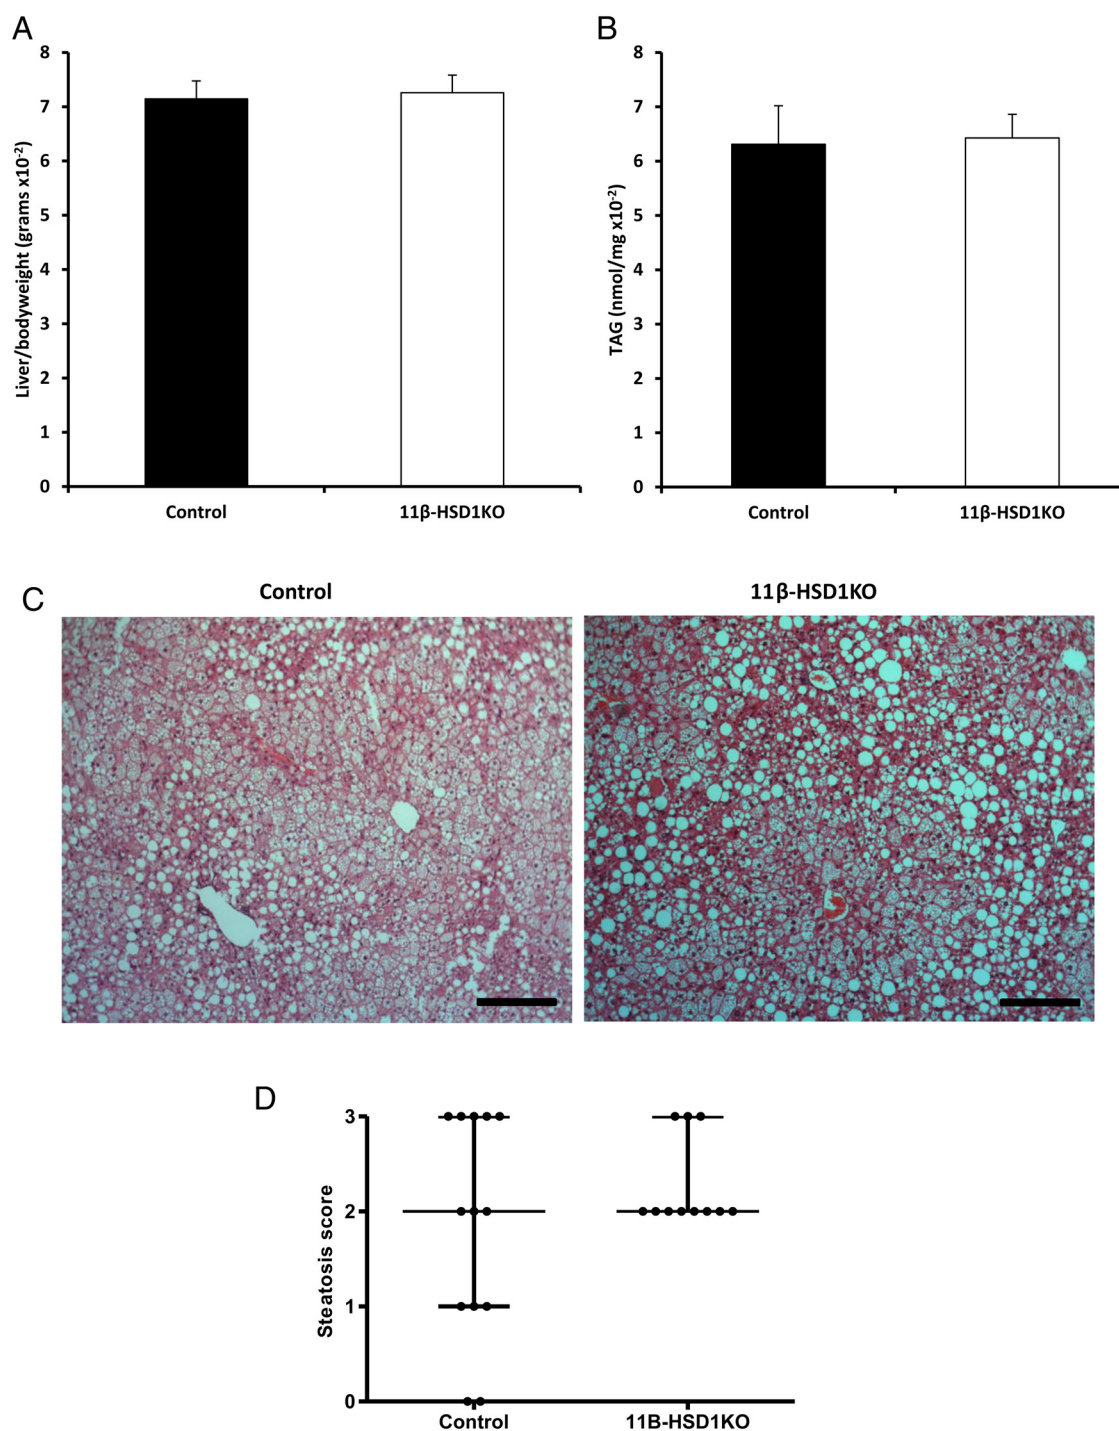 A
8
7
6
5
4
3
2
1
0
Liver/bodyweight (grams x10-2)
Control
11β-HSD1KO
B
8
7
6
5
4
3
2
1
0
TAG (nmol/mg x10-2)
Control
11β-HSD1KO
C
Control
11β-HSD1KO
D
3
2
1
0
Steatosis score
Control
11B-HSD1KO